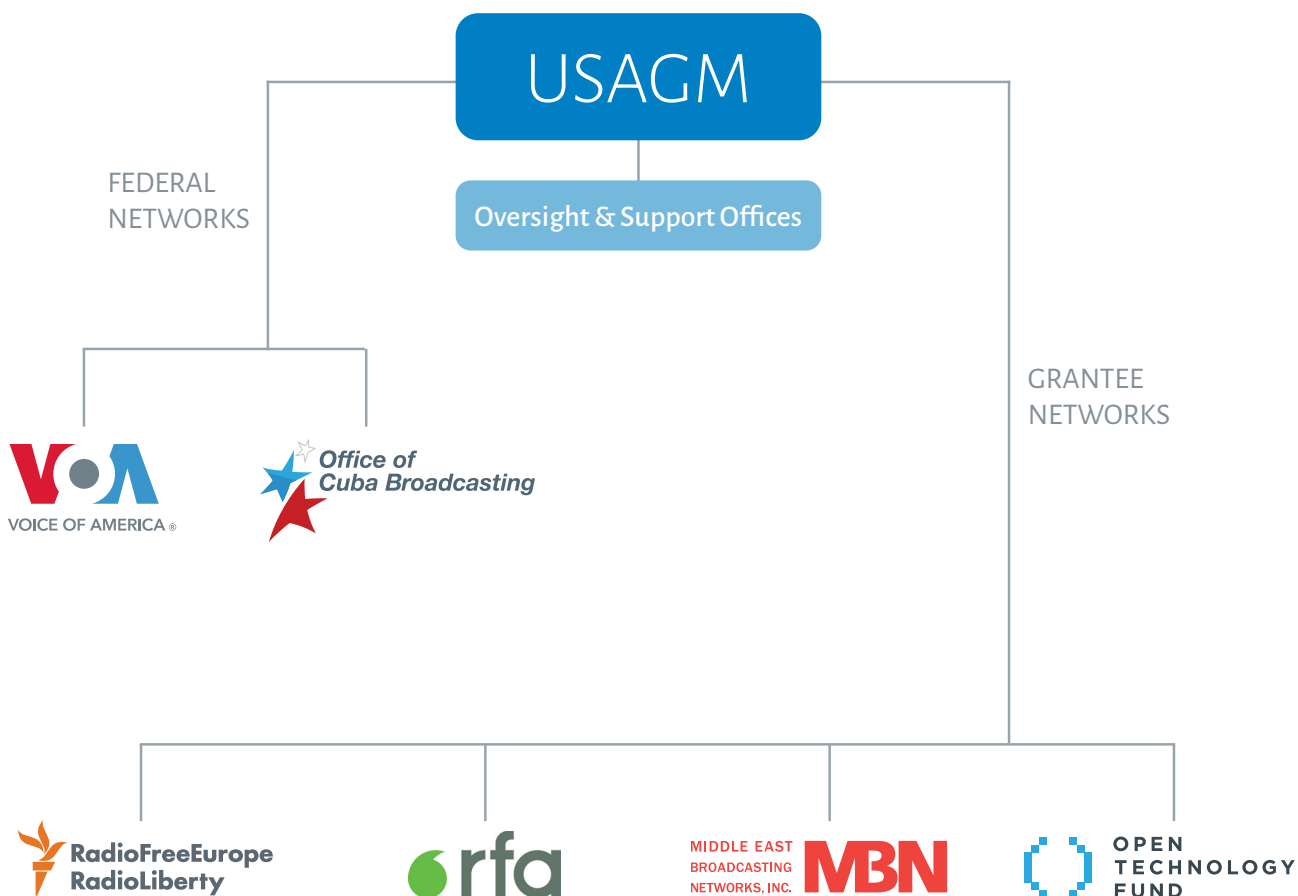 USAGM
Oversight & Support Offices
FEDERAL
NETWORKS
GRANTEE
NETWORKS
VOA
VOICE OF AMERICA ®
Office of
Cuba Broadcasting
RadioFreeEurope
RadioLiberty
rfa
MIDDLE EAST
BROADCASTING
NETWORKS, INC.
MBN
OPEN
TECHNOLOGY
FUND